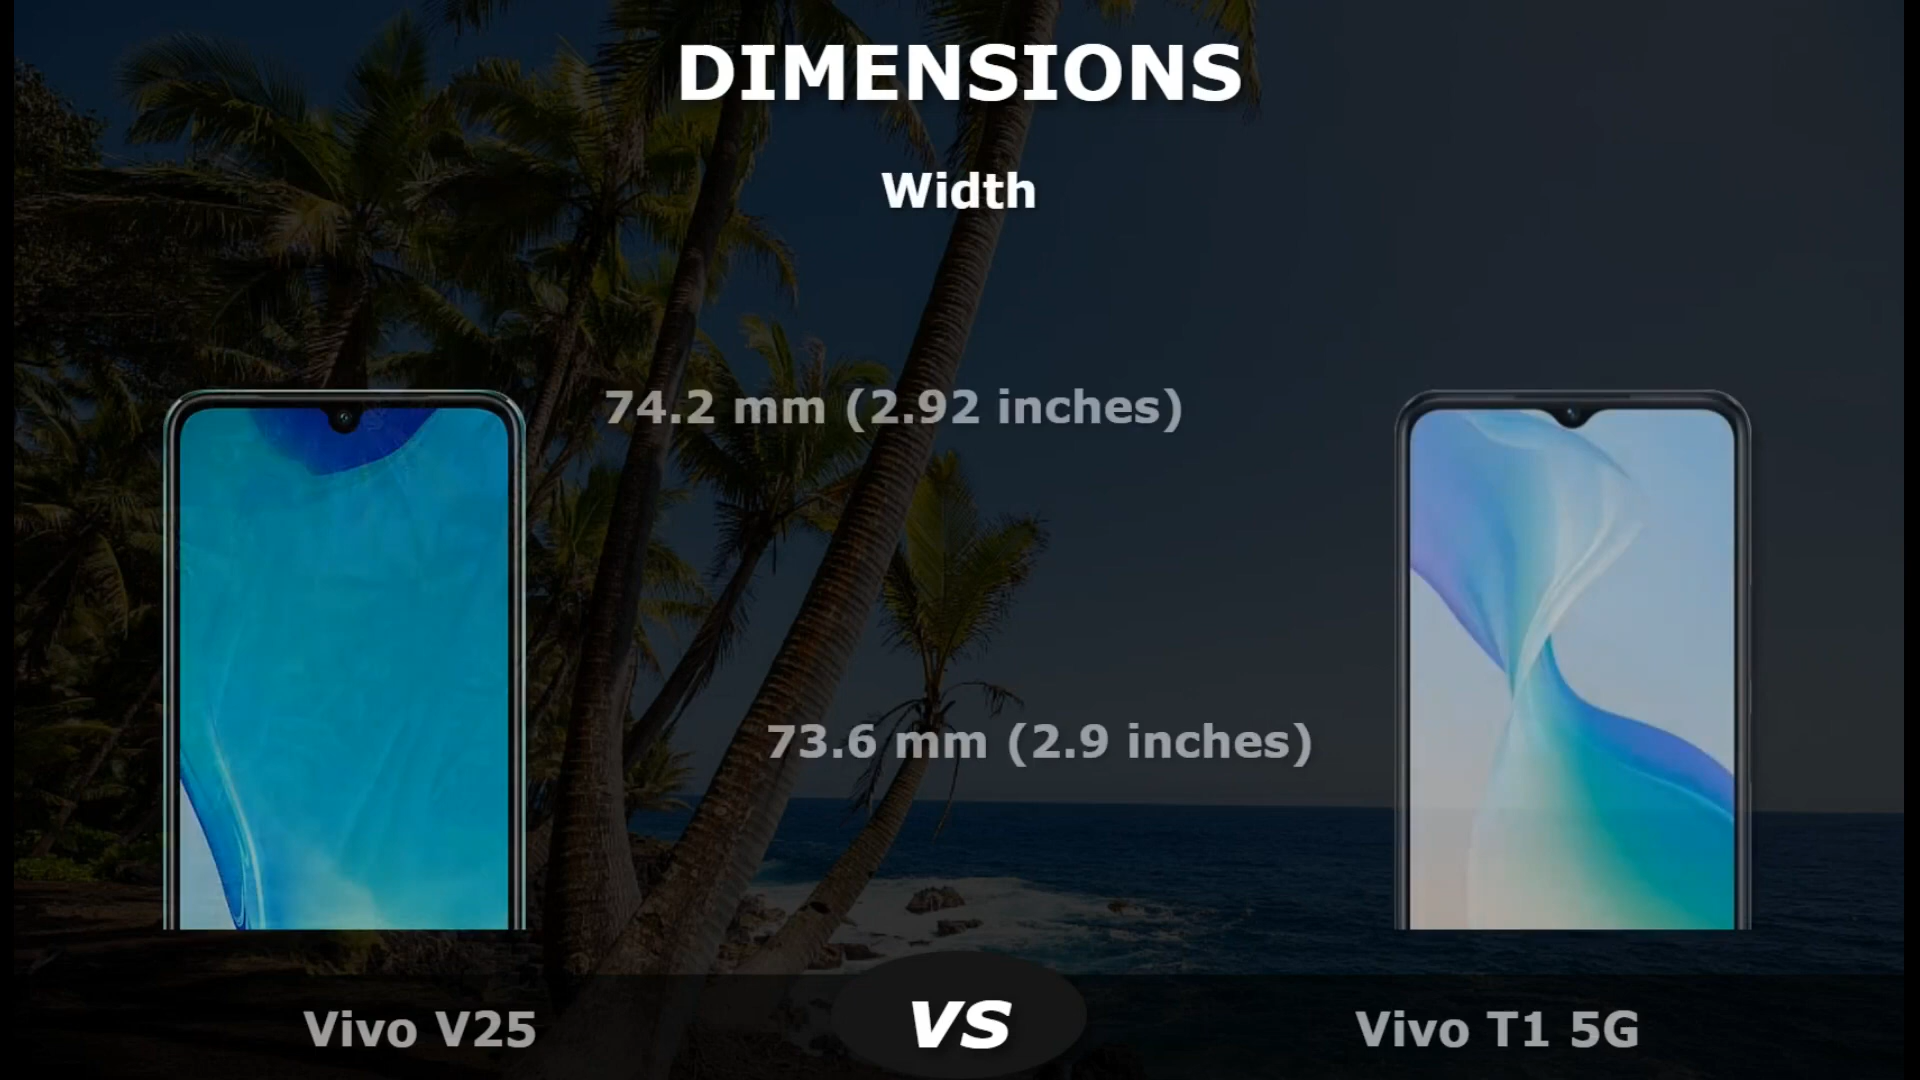 DIMENSIONS
Width
74.2 mm (2.92 inches)
73.6 mm (2.9 inches)
Vivo V25
VS
Vivo T1 5G